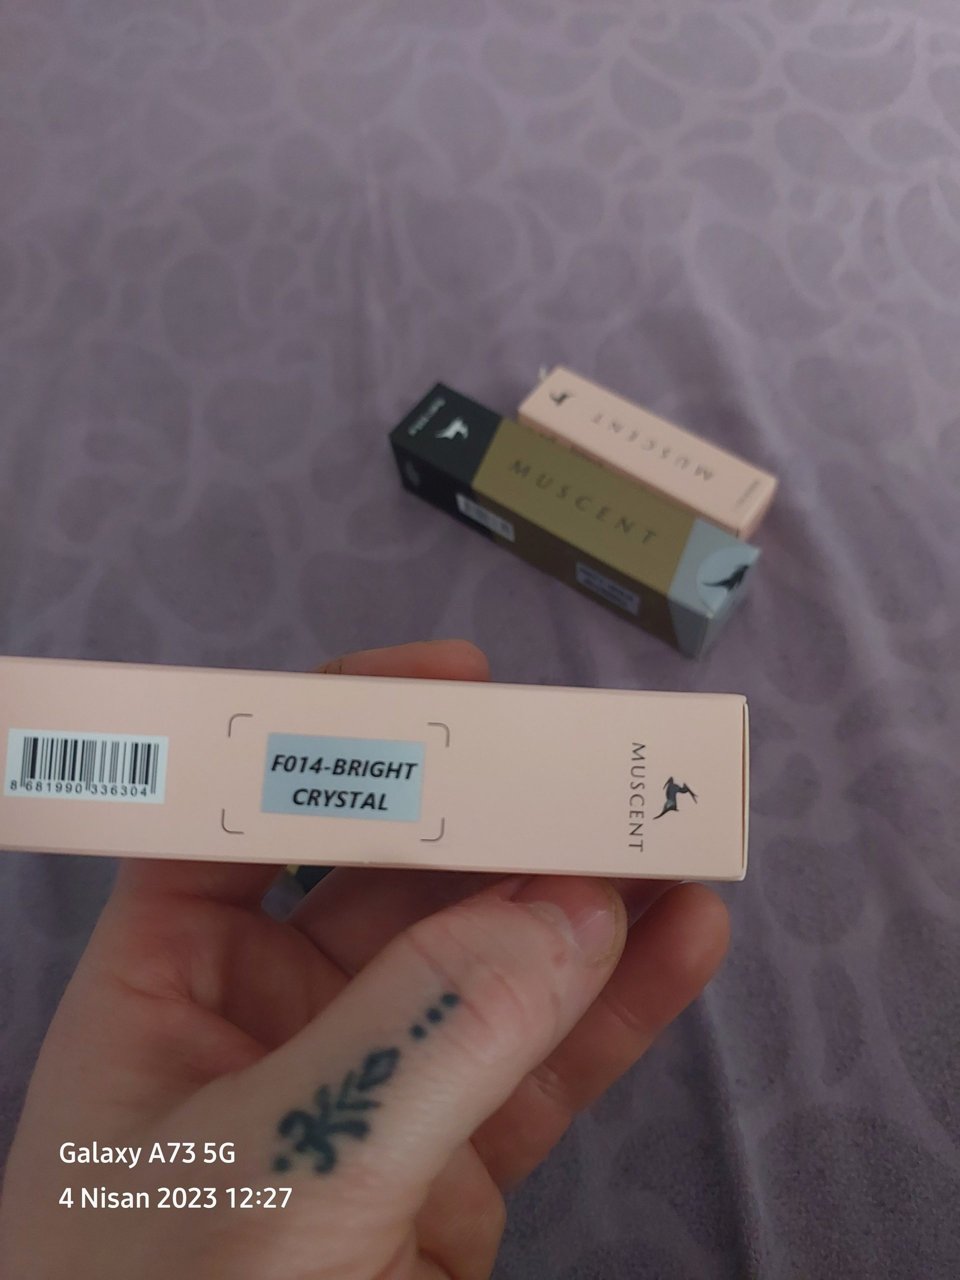 MUSCENT
MUSCENT
F014-BRIGHT
CRYSTAL
8 681990 336304
MUSCENT
Galaxy A73 5G
4 Nisan 2023 12:27